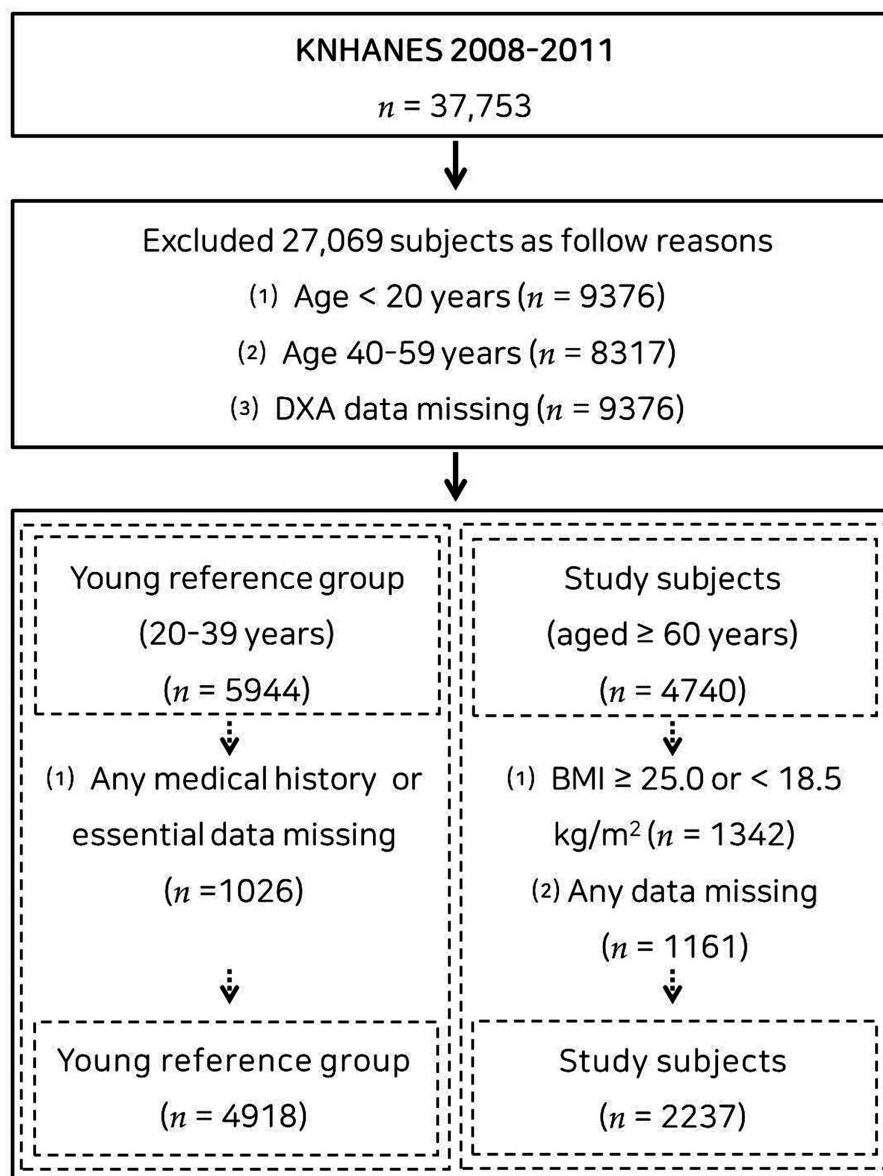 KNHANES 2008-2011
n = 37,753
Excluded 27,069 subjects as follow reasons
(1) Age < 20 years (n = 9376)
(2) Age 40-59 years (n = 8317)
(3) DXA data missing (n = 9376)
Young reference group
(20-39 years)
(n = 5944)
(1) Any medical history or
essential data missing
(n =1026)
Young reference group
(n = 4918)
Study subjects
(aged ≥ 60 years)
(n = 4740)
(1) BMI ≥ 25.0 or < 18.5
kg/m² (n = 1342)
(2) Any data missing
(n = 1161)
Study subjects
(n = 2237)